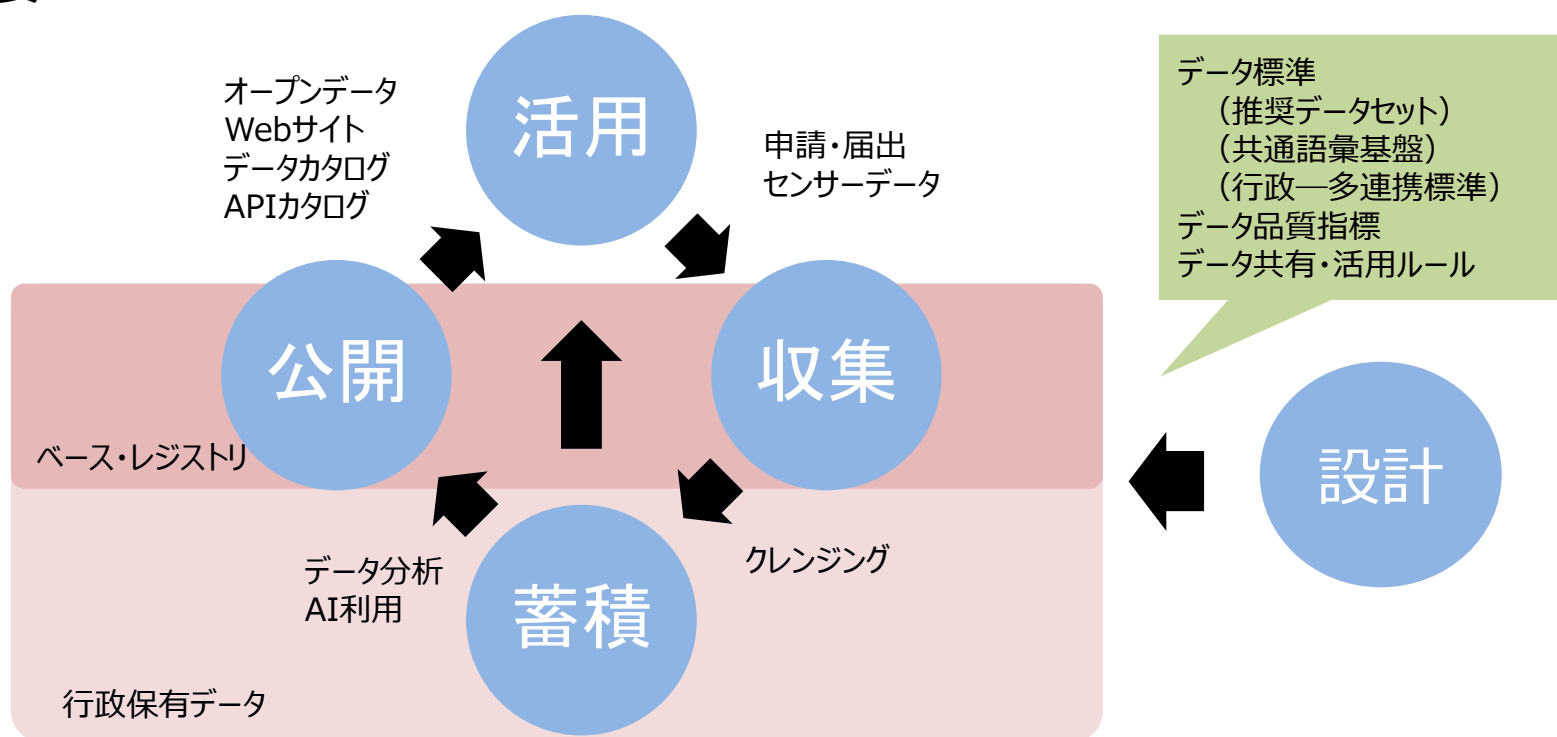 活用
オープンデータ
Webサイト
データカタログ
APIカタログ
申請・届出
センサーデータ
データ標準
（推奨データセット）
（共通語彙基盤）
（行政―多連携標準）
データ品質指標
データ共有・活用ルール
公開
収集
ベース・レジストリ
設計
データ分析
AI利用
蓄積
クレンジング
行政保有データ